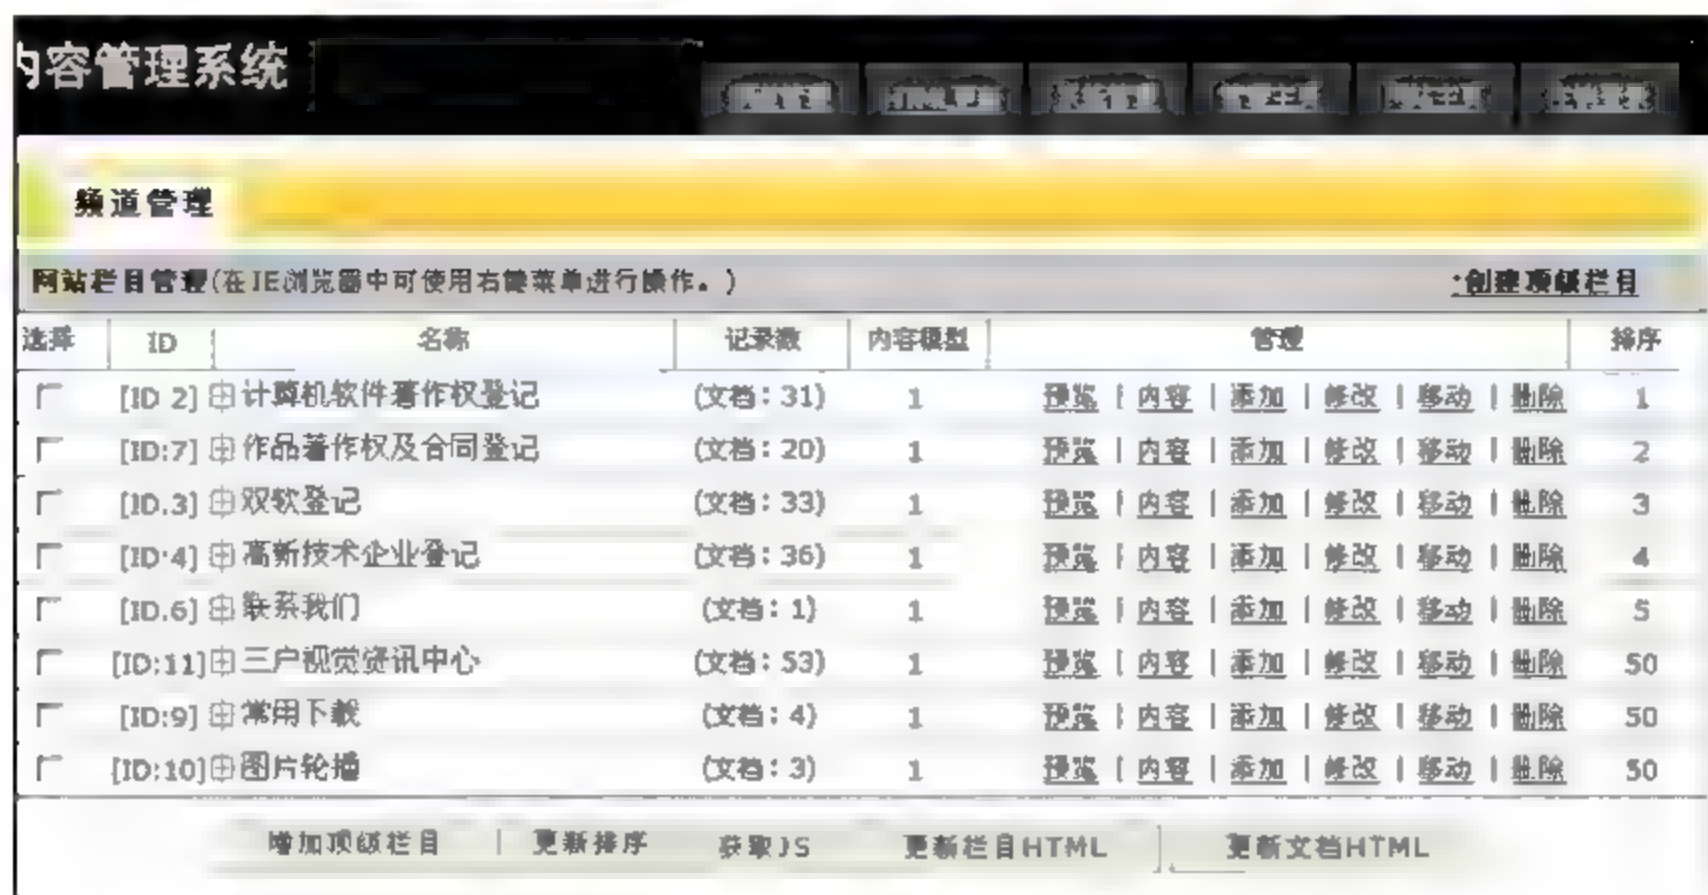 内容管理系统
频道管理
网站栏目管理(在IE浏览器中可使用右键菜单进行操作。) ·创建顶级栏目
选择 ID 名称 记录数 内容模型 管理 排序
[ID 2] 计算机软件著作权登记 (文档：31) 1 预览 | 内容 | 添加 | 修改 | 移动 | 删除 1
[ID:7] 作品著作权及合同登记 (文档：20) 1 预览 | 内容 | 添加 | 修改 | 移动 | 删除 2
[ID.3] 双软登记 (文档：33) 1 预览 | 内容 | 添加 | 修改 | 移动 | 删除 3
[ID:4] 高新技术企业登记 (文档：36) 1 预览 | 内容 | 添加 | 修改 | 移动 | 删除 4
[ID.6] 联系我们 (文档：1) 1 预览 | 内容 | 添加 | 修改 | 移动 | 删除 5
[ID:11] 三户视觉资讯中心 (文档：53) 1 预览 | 内容 | 添加 | 修改 | 移动 | 删除 50
[ID:9] 常用下载 (文档：4) 1 预览 | 内容 | 添加 | 修改 | 移动 | 删除 50
[ID:10] 图片轮播 (文档：3) 1 预览 | 内容 | 添加 | 修改 | 移动 | 删除 50
增加顶级栏目 | 更新排序 获取JS 更新栏目HTML 更新文档HTML